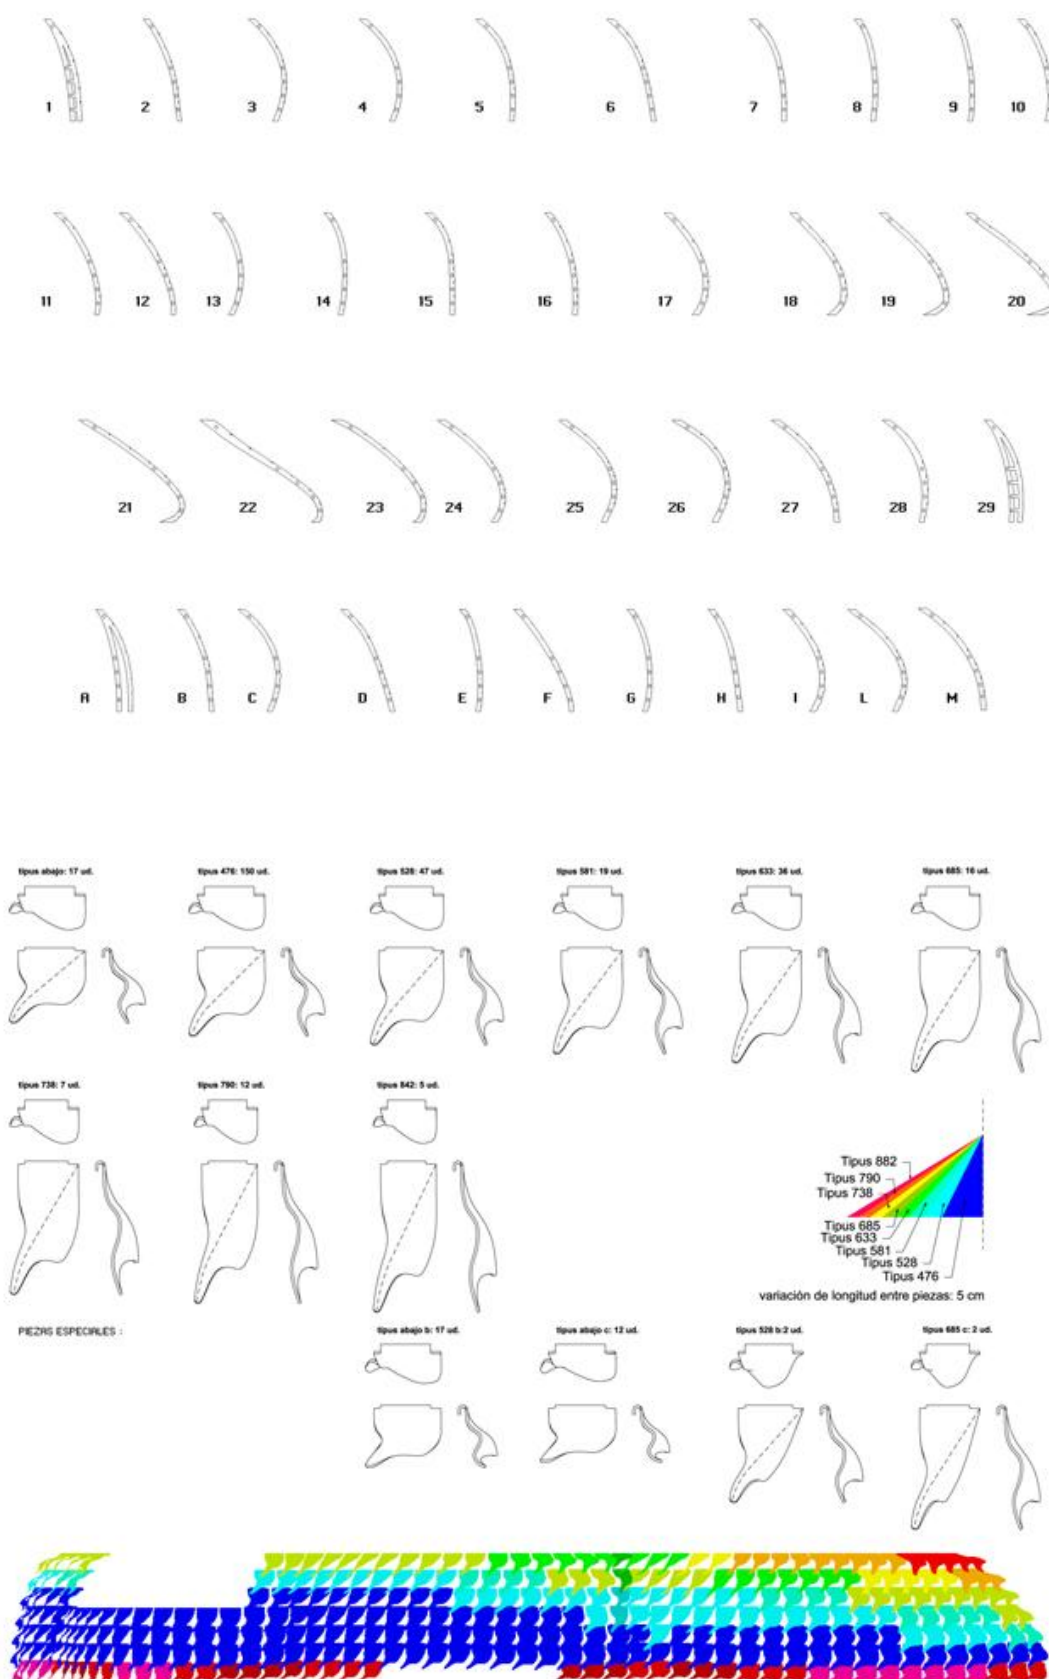 1 2 3 4 5 6 7 8 9 10
11 12 13 14 15 16 17 18 19 20
21 22 23 24 25 26 27 28 29
A B C D E F G H I L M
tipus abajo: 17 ud. tipus 476: 150 ud. tipus 528: 47 ud. tipus 581: 19 ud. tipus 633: 36 ud. tipus 685: 16 ud.
tipus 738: 7 ud. tipus 790: 12 ud. tipus 842: 5 ud.
Tipus 882
Tipus 790
Tipus 738
Tipus 685
Tipus 633
Tipus 581
Tipus 528
Tipus 476
variación de longitud entre piezas: 5 cm
PIEZAS ESPECIALES :
tipus abajo b: 17 ud. tipus abajo c: 12 ud. tipus 528 b:2 ud. tipus 685 c: 2 ud.